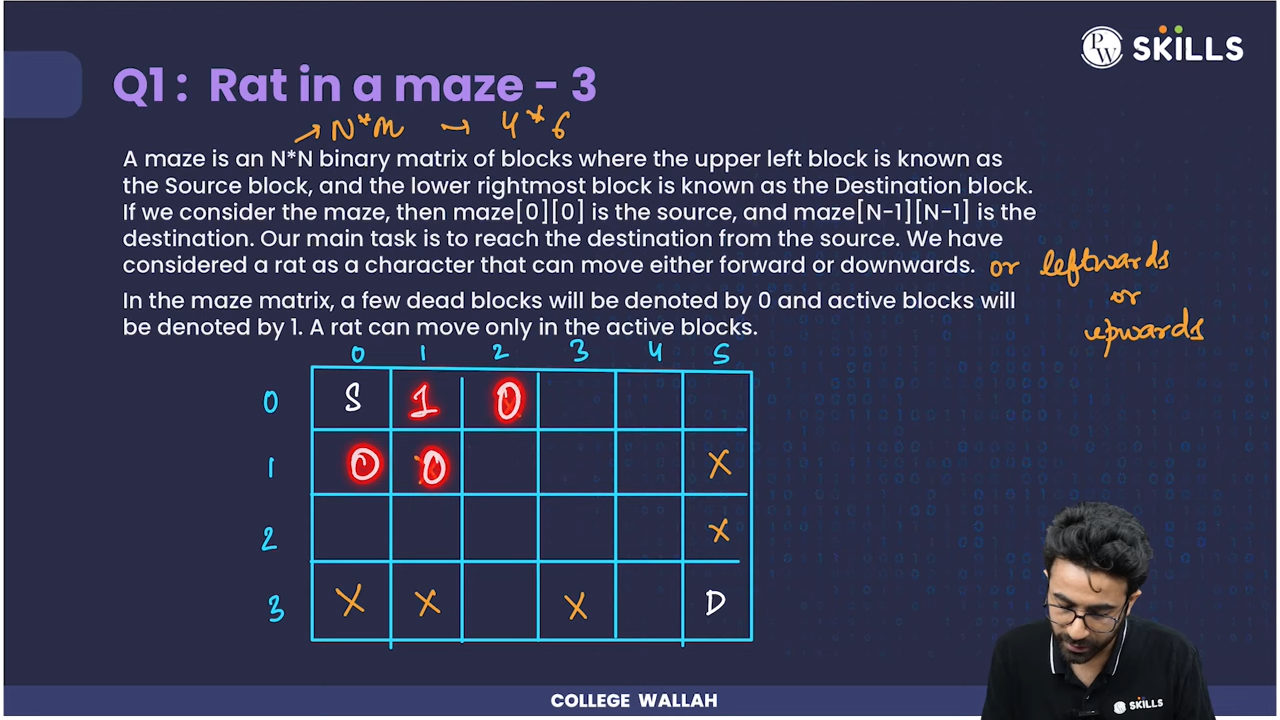 PW SKILLS
Q1 : Rat in a maze - 3
→ N*M → 4*6
A maze is an N*N binary matrix of blocks where the upper left block is known as
the Source block, and the lower rightmost block is known as the Destination block.
If we consider the maze, then maze[0][0] is the source, and maze[N-1][N-1] is the
destination. Our main task is to reach the destination from the source. We have
considered a rat as a character that can move either forward or downwards. or leftwards
or
upwards
In the maze matrix, a few dead blocks will be denoted by 0 and active blocks will
be denoted by 1. A rat can move only in the active blocks.
0 1 2 3 4 5
0 S 1 0
1 0 0 X
2 X
3 X X X D
SKILLS
COLLEGE WALLAH